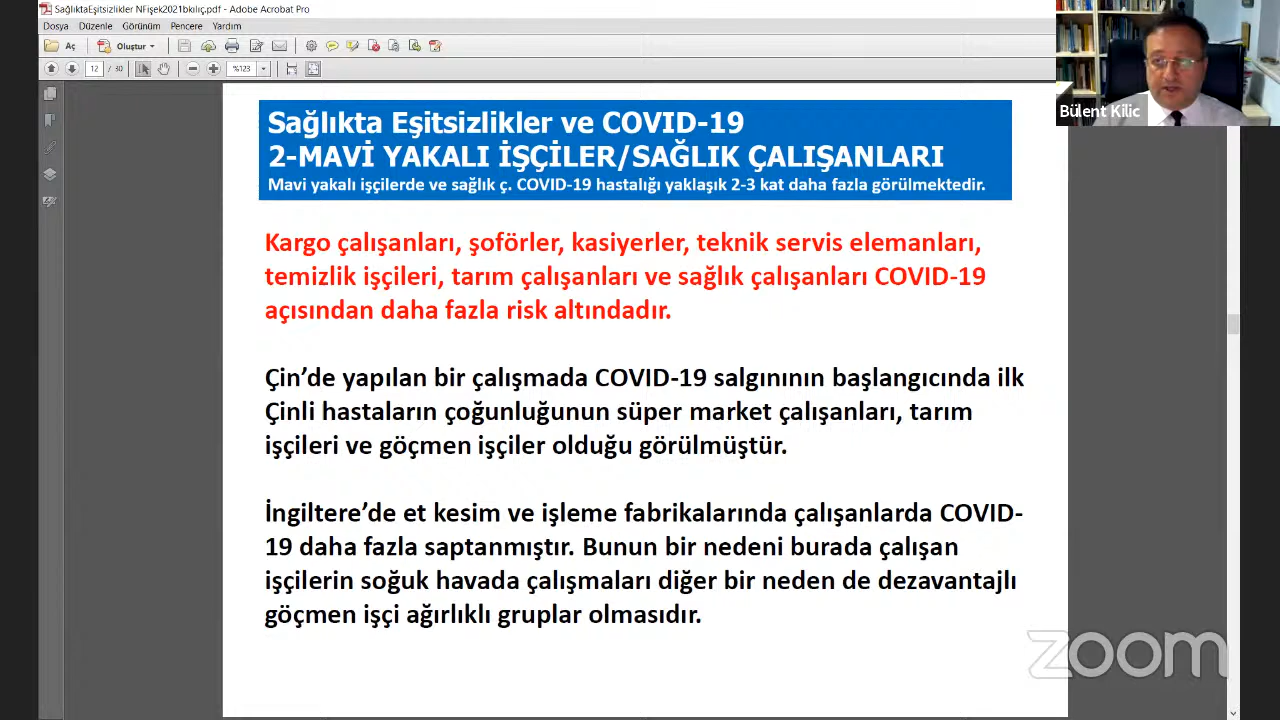 SağlıktaEşitsizlikler NFişek2021bkılıç.pdf - Adobe Acrobat Pro
Dosya Düzenle Görünüm Pencere Yardım
Aç Oluştur
12 / 30 %123
Bülent Kilic
Sağlıkta Eşitsizlikler ve COVID-19
2-MAVİ YAKALI İŞÇİLER/SAĞLIK ÇALIŞANLARI
Mavi yakalı işçilerde ve sağlık ç. COVID-19 hastalığı yaklaşık 2-3 kat daha fazla görülmektedir.
Kargo çalışanları, şoförler, kasiyerler, teknik servis elemanları,
temizlik işçileri, tarım çalışanları ve sağlık çalışanları COVID-19
açısından daha fazla risk altındadır.
Çin’de yapılan bir çalışmada COVID-19 salgınının başlangıcında ilk
Çinli hastaların çoğunluğunun süper market çalışanları, tarım
işçileri ve göçmen işçiler olduğu görülmüştür.
İngiltere’de et kesim ve işleme fabrikalarında çalışanlarda COVID-
19 daha fazla saptanmıştır. Bunun bir nedeni burada çalışan
işçilerin soğuk havada çalışmaları diğer bir neden de dezavantajlı
göçmen işçi ağırlıklı gruplar olmasıdır.
zoom